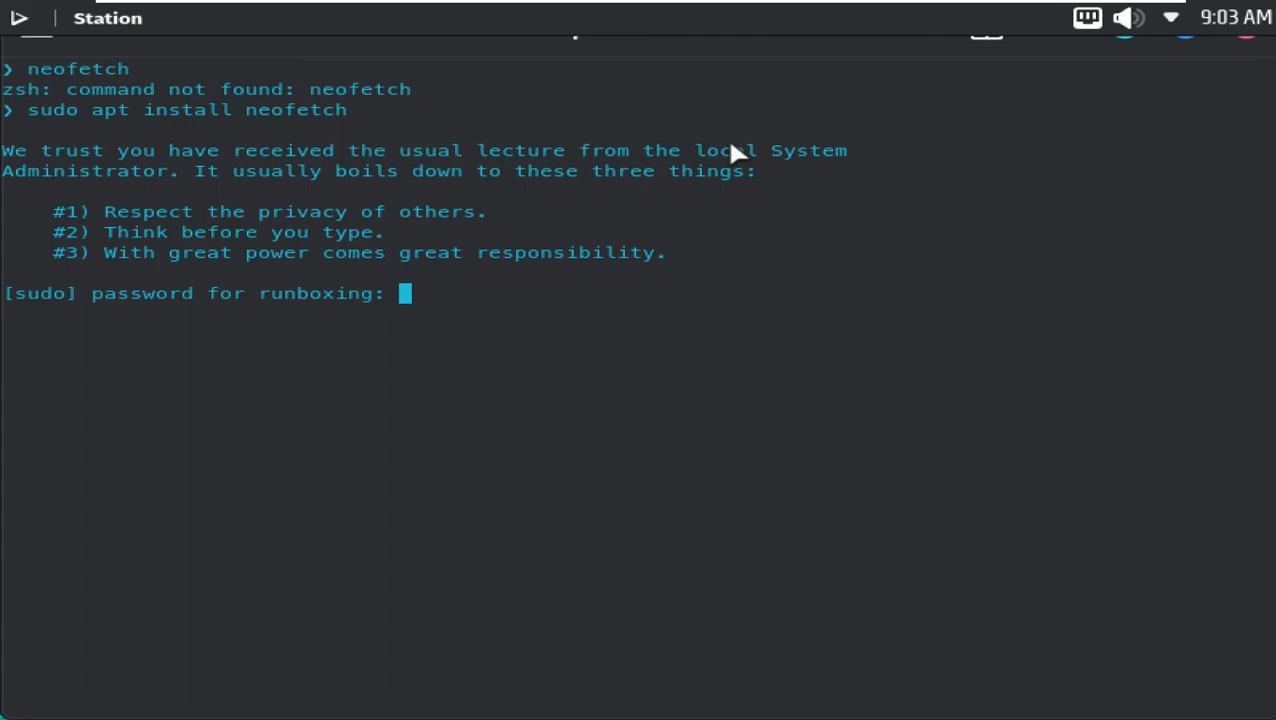 Station
9:03 AM
❯ neofetch
zsh: command not found: neofetch
❯ sudo apt install neofetch
We trust you have received the usual lecture from the local System
Administrator. It usually boils down to these three things:
#1) Respect the privacy of others.
#2) Think before you type.
#3) With great power comes great responsibility.
[sudo] password for runboxing: